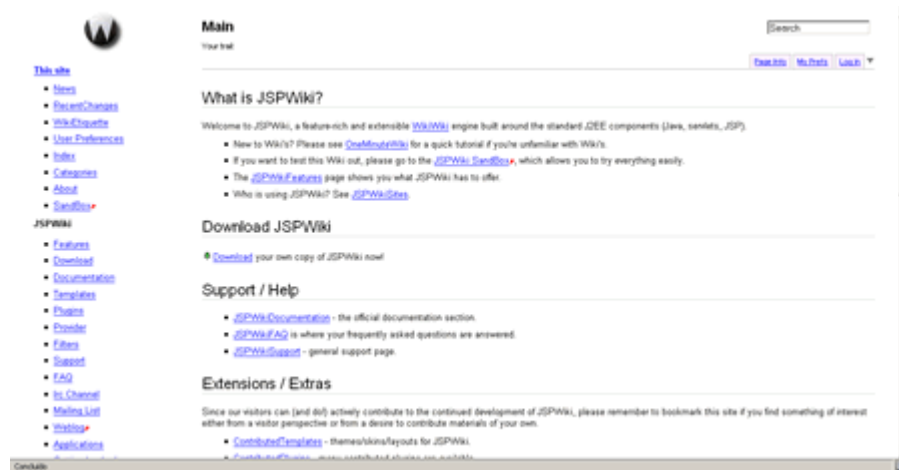 Main
Your trail:
Search
Page Info My Prefs Log in
This site
News
RecentChanges
WikiEtiquette
User Preferences
Index
Categories
About
SandBox
JSPWiki
Features
Download
Documentation
Templates
Plugins
Provider
Filters
Support
FAQ
Irc Channel
Mailing List
Weblog
Applications
What is JSPWiki?
Welcome to JSPWiki, a feature-rich and extensible WikiWiki engine built around the standard J2EE components (Java, servlets, JSP).
New to Wiki's? Please see OneMinuteWiki for a quick tutorial if you're unfamiliar with Wiki's.
If you want to test this Wiki out, please go to the JSPWiki SandBox, which allows you to try everything easily.
The JSPWikiFeatures page shows you what JSPWiki has to offer.
Who is using JSPWiki? See JSPWikiSites.
Download JSPWiki
Download your own copy of JSPWiki now!
Support / Help
JSPWikiDocumentation - the official documentation section.
JSPWikiFAQ is where your frequently asked questions are answered.
JSPWikiSupport - general support page.
Extensions / Extras
Since our visitors can (and do!) actively contribute to the continued development of JSPWiki, please remember to bookmark this site if you find something of interest
either from a visitor perspective or from a desire to contribute materials of your own.
ContributedTemplates - themes/skins/layouts for JSPWiki.
Concluído